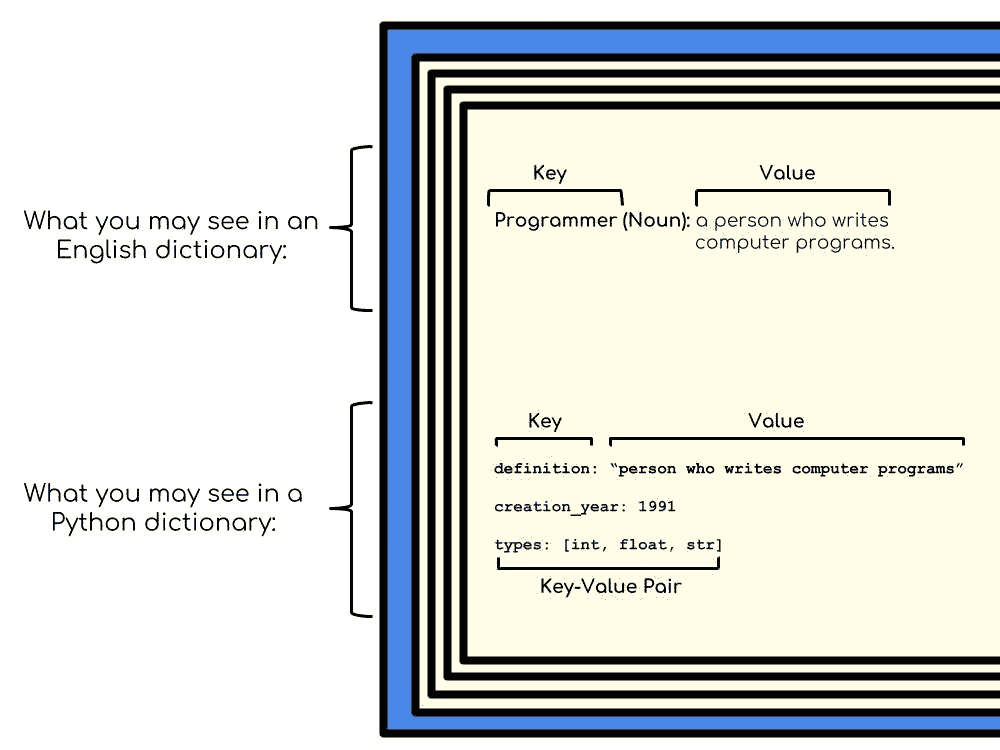 Key Value
What you may see in an Programmer (Noun): a person who writes
English dictionary: computer programs.
Key Value
definition: “person who writes computer programs”
What you may see in a creation_year: 1991
Python dictionary:
types: [int, float, str]
Key-Value Pair